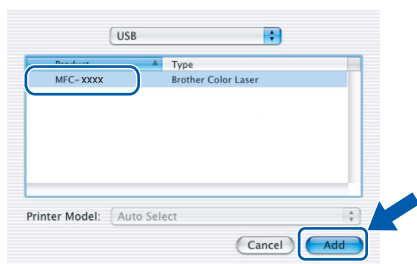 USB
Product Type
MFC-xxxx Brother Color Laser
Printer Model: Auto Select
Cancel Add